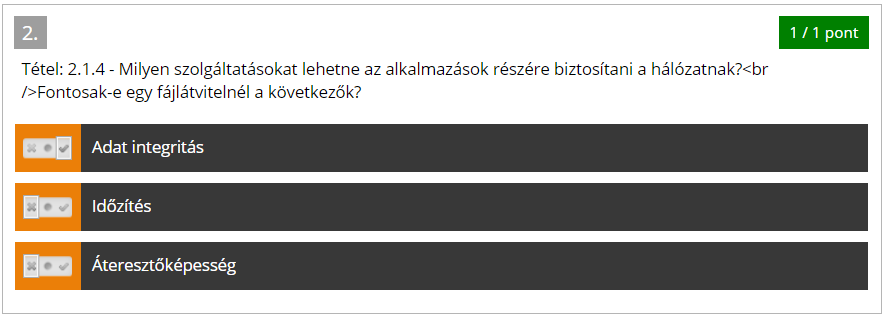 2.
1 / 1 pont
Tétel: 2.1.4 - Milyen szolgáltatásokat lehetne az alkalmazások részére biztosítani a hálózatnak?<br
/>Fontosak-e egy fájlátvitelnél a következők?
Adat integritás
Időzítés
Áteresztőképesség